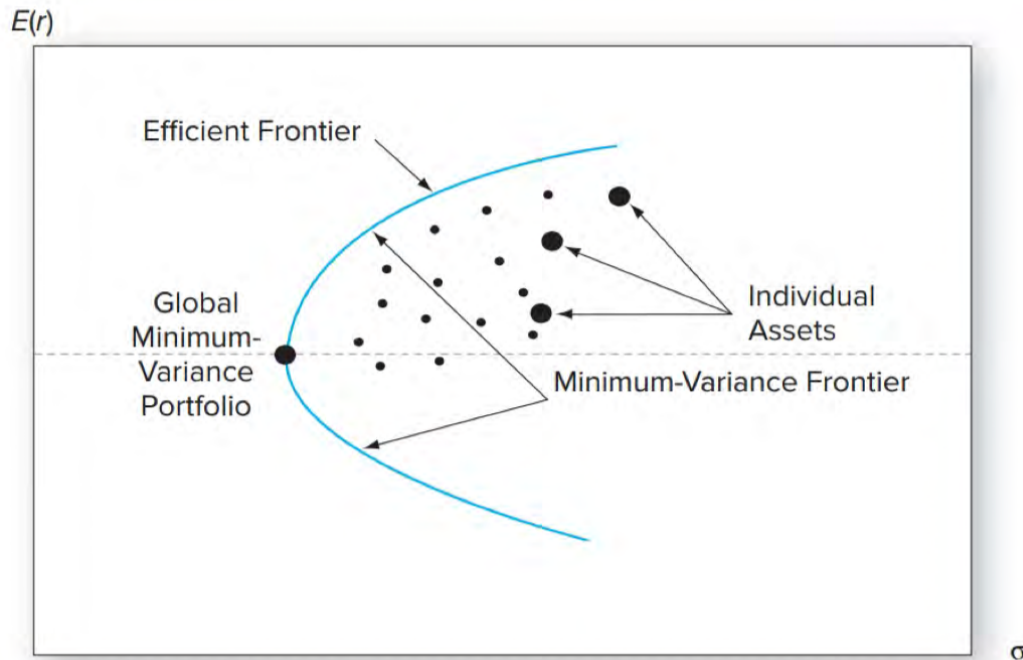 E(r)
Efficient Frontier
Global
Minimum-
Variance
Portfolio
Individual
Assets
Minimum-Variance Frontier
σ